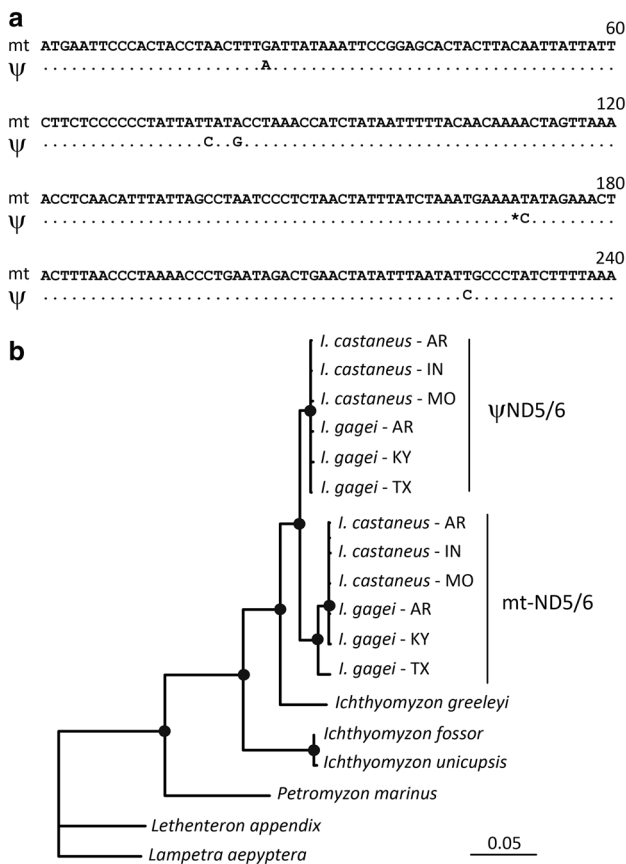 a
60
mt ATGAATTCCCACTACCTAACTTTGATTATAAATTCCGGAGCACTACTTACAATTATTATT
ψ .......................A....................................
120
mt CTTCTCCCCCCTATTATTATACCTAAACCATCTATAATTTTTACAACAAAACTAGTTAAA
ψ .................C..G.......................................
180
mt ACCTCAACATTTATTAGCCTAATCCCTCTAACTATTTATCTAAATGAAAATATAGAAACT
ψ .................................................*C.........
240
mt ACTTTAACCCTAAAACCCTGAATAGACTGAACTATATTTAATATTGCCCTATCTTTTAAA
ψ ............................................C...............
b
I. castaneus - AR
I. castaneus - IN
I. castaneus - MO
I. gagei - AR
I. gagei - KY
I. gagei - TX
ψND5/6
I. castaneus - AR
I. castaneus - IN
I. castaneus - MO
I. gagei - AR
I. gagei - KY
I. gagei - TX
mt-ND5/6
Ichthyomyzon greeleyi
Ichthyomyzon fossor
Ichthyomyzon unicupsis
Petromyzon marinus
Lethenteron appendix
Lampetra aepyptera
0.05